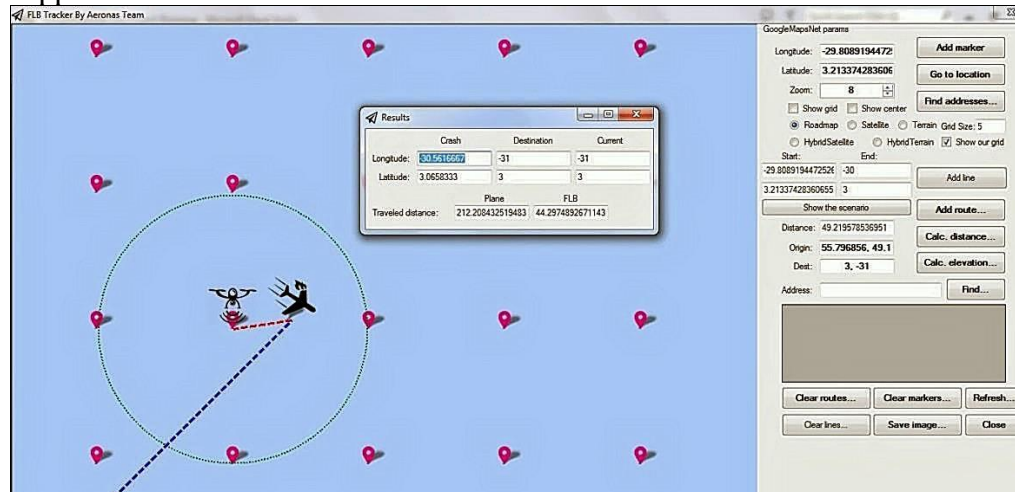 FLB Tracker By Aeronas Team
GoogleMapsNet params
Longitude: -29.8089194472
Add marker
Latitude: 3.213374283606
Go to location
Zoom: 8
Find addresses...
Show grid Show center
Roadmap Satellite Terrain Grid Size: 5
HybridSatellite HybridTerrain Show our grid
Start: End:
-29.8089194472526 -30
Add line
3.21337428360655 3
Show the scenario
Add route...
Distance: 49.219578536951
Calc. distance...
Origin: 55.796856, 49.1
Dest: 3, -31
Calc. elevation...
Address:
Find...
Clear routes...
Clear markers...
Refresh...
Clear lines...
Save image...
Close
Results
Crash Destination Current
Longitude: -30.5616667 -31 -31
Latitude: 3.0658333 3 3
Plane FLB
Traveled distance: 212.208432519483 44.2974892671143